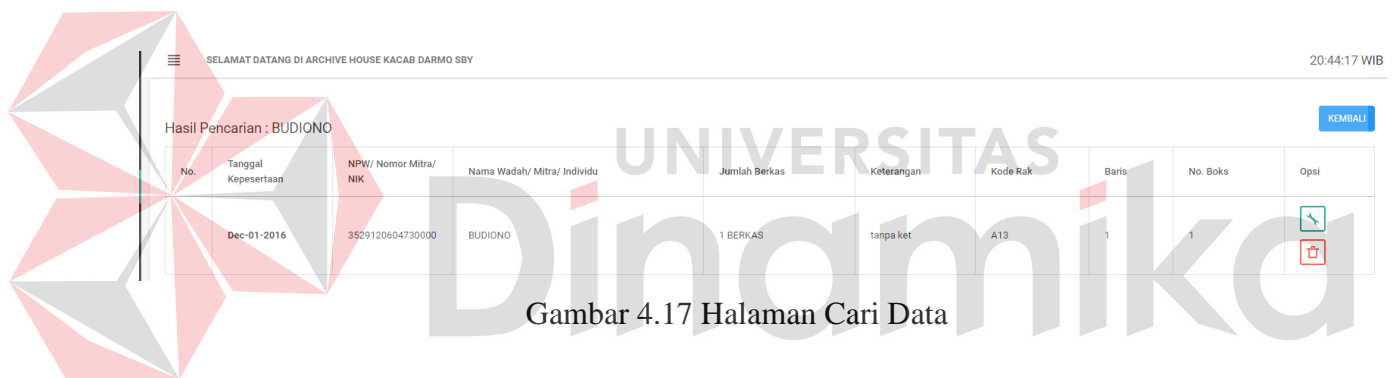 SELAMAT DATANG DI ARCHIVE HOUSE KACAB DARMO SBY 20:44:17 WIB
Hasil Pencarian : BUDIONO KEMBALI
UNIVERSITAS
Dinamika
No. Tanggal Kepesertaan NPW/ Nomor Mitra/ NIK Nama Wadah/ Mitra/ Individu Jumlah Berkas Keterangan Kode Rak Baris No. Boks Opsi
Dec-01-2016 3529120604730000 BUDIONO 1 BERKAS tanpa ket A13 1 1
Gambar 4.17 Halaman Cari Data